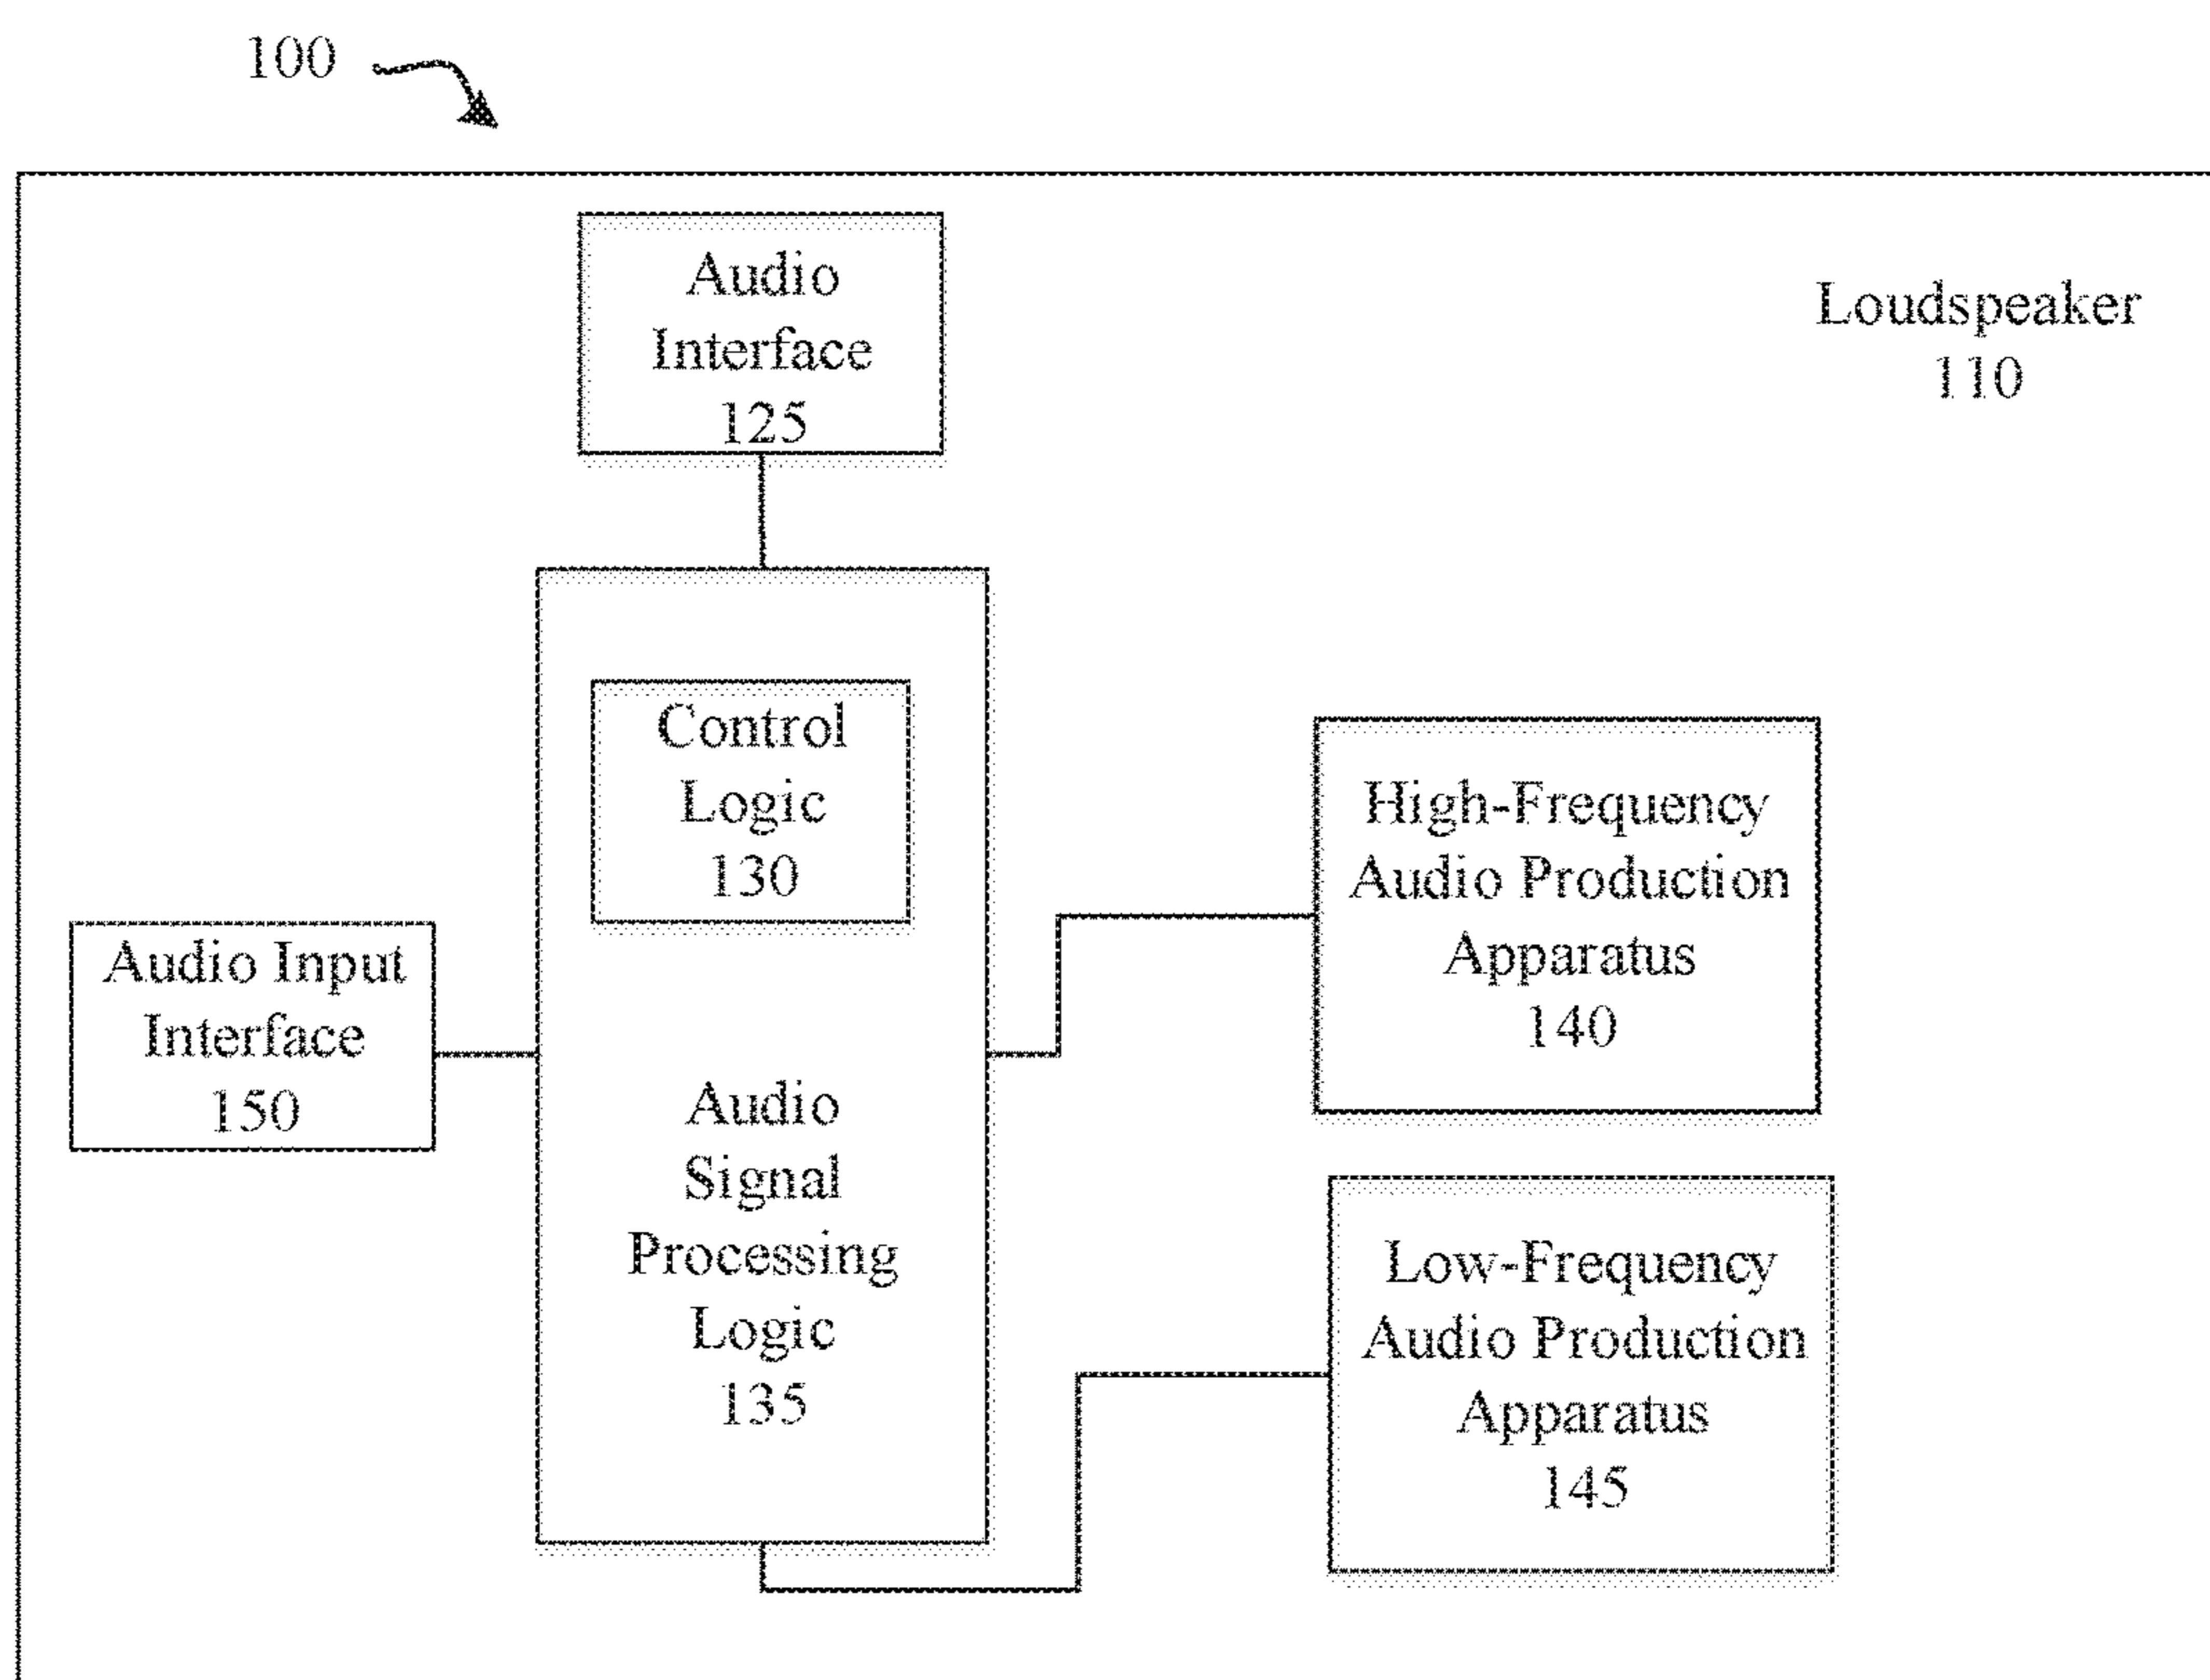 100
Audio
Interface
125
Loudspeaker
110
Control
Logic
130
Audio Input
Interface
150
Audio
Signal
Processing
Logic
135
High-Frequency
Audio Production
Apparatus
140
Low-Frequency
Audio Production
Apparatus
145